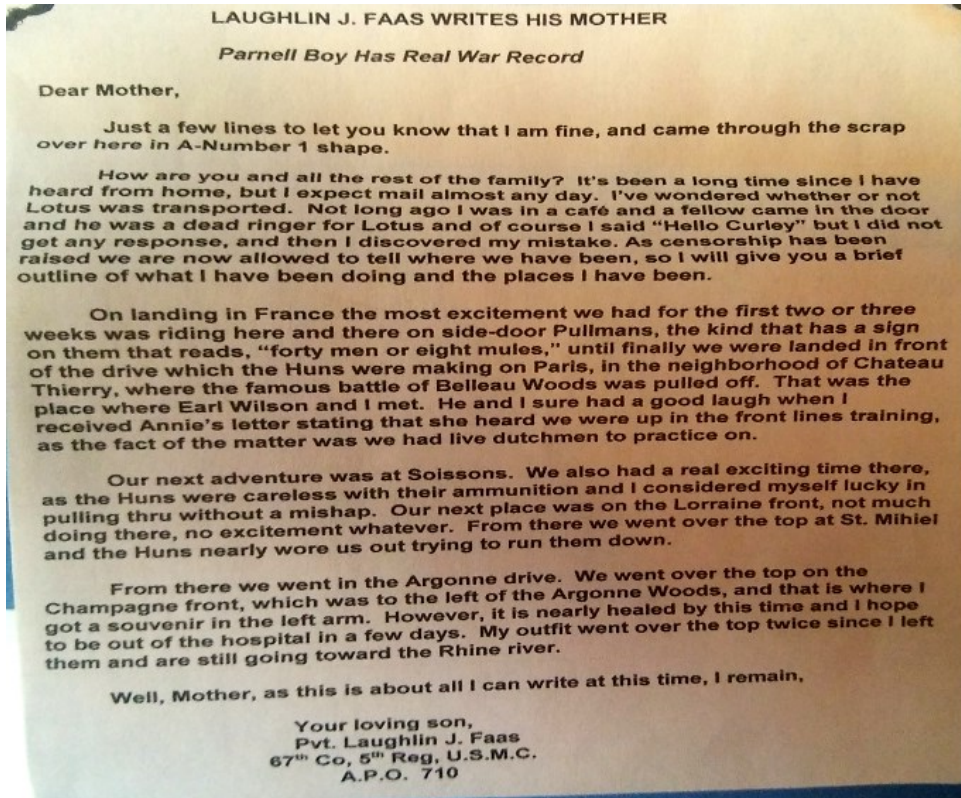 LAUGHLIN J. FAAS WRITES HIS MOTHER
Parnell Boy Has Real War Record
Dear Mother,
Just a few lines to let you know that I am fine, and came through the scrap
over here in A-Number 1 shape.
How are you and all the rest of the family? It's been a long time since I have
heard from home, but I expect mail almost any day. I've wondered whether or not
Lotus was transported. Not long ago I was in a café and a fellow came in the door
and he was a dead ringer for Lotus and of course I said "Hello Curley" but I did not
get any response, and then I discovered my mistake. As censorship has been
raised we are now allowed to tell where we have been, so I will give you a brief
outline of what I have been doing and the places I have been.
On landing in France the most excitement we had for the first two or three
weeks was riding here and there on side-door Pullmans, the kind that has a sign
on them that reads, "forty men or eight mules," until finally we were landed in front
of the drive which the Huns were making on Paris, in the neighborhood of Chateau
Thierry, where the famous battle of Belleau Woods was pulled off. That was the
place where Earl Wilson and I met. He and I sure had a good laugh when I
received Annie's letter stating that she heard we were up in the front lines training,
as the fact of the matter was we had live dutchmen to practice on.
Our next adventure was at Soissons. We also had a real exciting time there,
as the Huns were careless with their ammunition and I considered myself lucky in
pulling thru without a mishap. Our next place was on the Lorraine front, not much
doing there, no excitement whatever. From there we went over the top at St. Mihiel
and the Huns nearly wore us out trying to run them down.
From there we went in the Argonne drive. We went over the top on the
Champagne front, which was to the left of the Argonne Woods, and that is where I
got a souvenir in the left arm. However, it is nearly healed by this time and I hope
to be out of the hospital in a few days. My outfit went over the top twice since I left
them and are still going toward the Rhine river.
Well, Mother, as this is about all I can write at this time, I remain,
Your loving son,
Pvt. Laughlin J. Faas
67th Co, 5th Reg, U.S.M.C.
A.P.O. 710